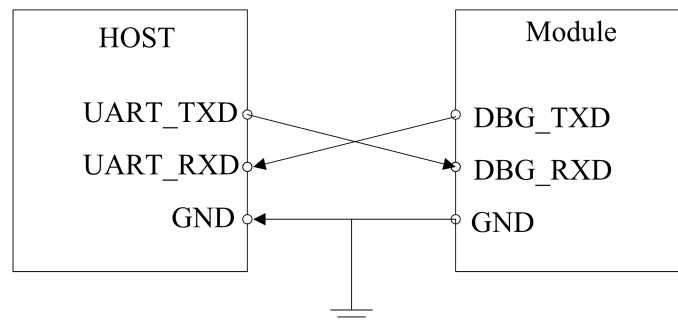 HOST
Module
UART_TXD
DBG_TXD
UART_RXD
DBG_RXD
GND
GND